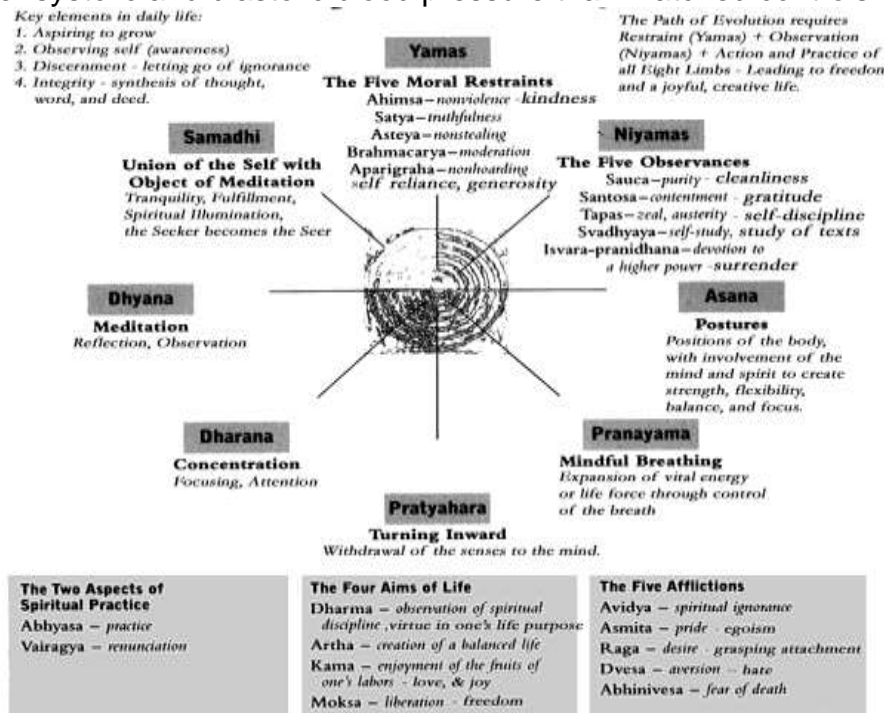 Key elements in daily life:
1. Aspiring to grow
2. Observing self (awareness)
3. Discernment - letting go of ignorance
4. Integrity - synthesis of thought,
word, and deed.
The Path of Evolution requires
Restraint (Yamas) + Observation
(Niyamas) + Action and Practice of
all Eight Limbs - Leading to freedom
and a joyful, creative life.
Yamas
The Five Moral Restraints
Ahimsa—nonviolence - kindness
Satya—truthfulness
Asteya—nonstealing
Brahmacarya—moderation
Aparigraha—nonhoarding
self reliance, generosity
Niyamas
The Five Observances
Sauca—purity - cleanliness
Santosa—contentment - gratitude
Tapas—zeal, austerity - self-discipline
Svadhyaya—self-study, study of texts
Isvara-pranidhana—devotion to
a higher power - surrender
Asana
Postures
Positions of the body,
with involvement of the
mind and spirit to create
strength, flexibility,
balance, and focus.
Pranayama
Mindful Breathing
Expansion of vital energy
or life force through control
of the breath
Pratyahara
Turning Inward
Withdrawal of the senses to the mind.
Dharana
Concentration
Focusing, Attention
Dhyana
Meditation
Reflection, Observation
Samadhi
Union of the Self with
Object of Meditation
Tranquility, Fulfillment,
Spiritual Illumination,
the Seeker becomes the Seer
The Two Aspects of
Spiritual Practice
Abbyasa — practice
Vairagya — renunciation
The Four Aims of Life
Dharma — observation of spiritual
discipline ,virtue in one's life purpose
Artha — creation of a balanced life
Kama — enjoyment of the fruits of
one's labors - love, & joy
Moksa — liberation - freedom
The Five Afflictions
Avidya — spiritual ignorance
Asmita — pride - egoism
Raga — desire - grasping attachment
Dvesa — aversion — hate
Abhinivesa — fear of death